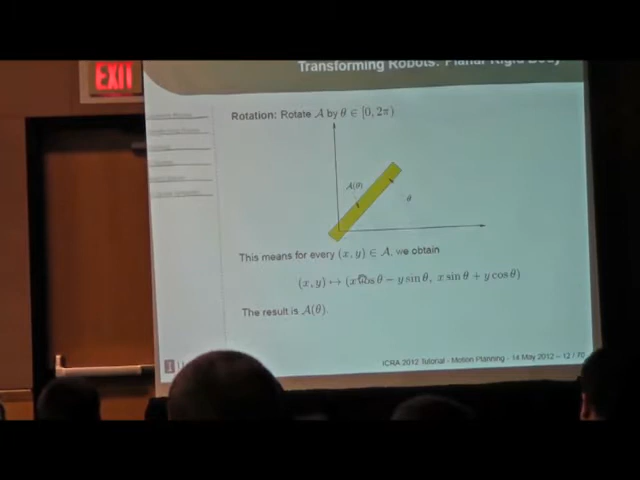 EXIT
Transforming Robots: Planar Rigid Body
Rotation: Rotate 𝒜 by θ ∈ [0, 2π)
𝒜(θ)
θ
This means for every (x, y) ∈ 𝒜, we obtain
(x, y) ↦ (x cos θ − y sin θ, x sin θ + y cos θ)
The result is 𝒜(θ).
ICRA 2012 Tutorial - Motion Planning - 14 May 2012 – 12 / 70